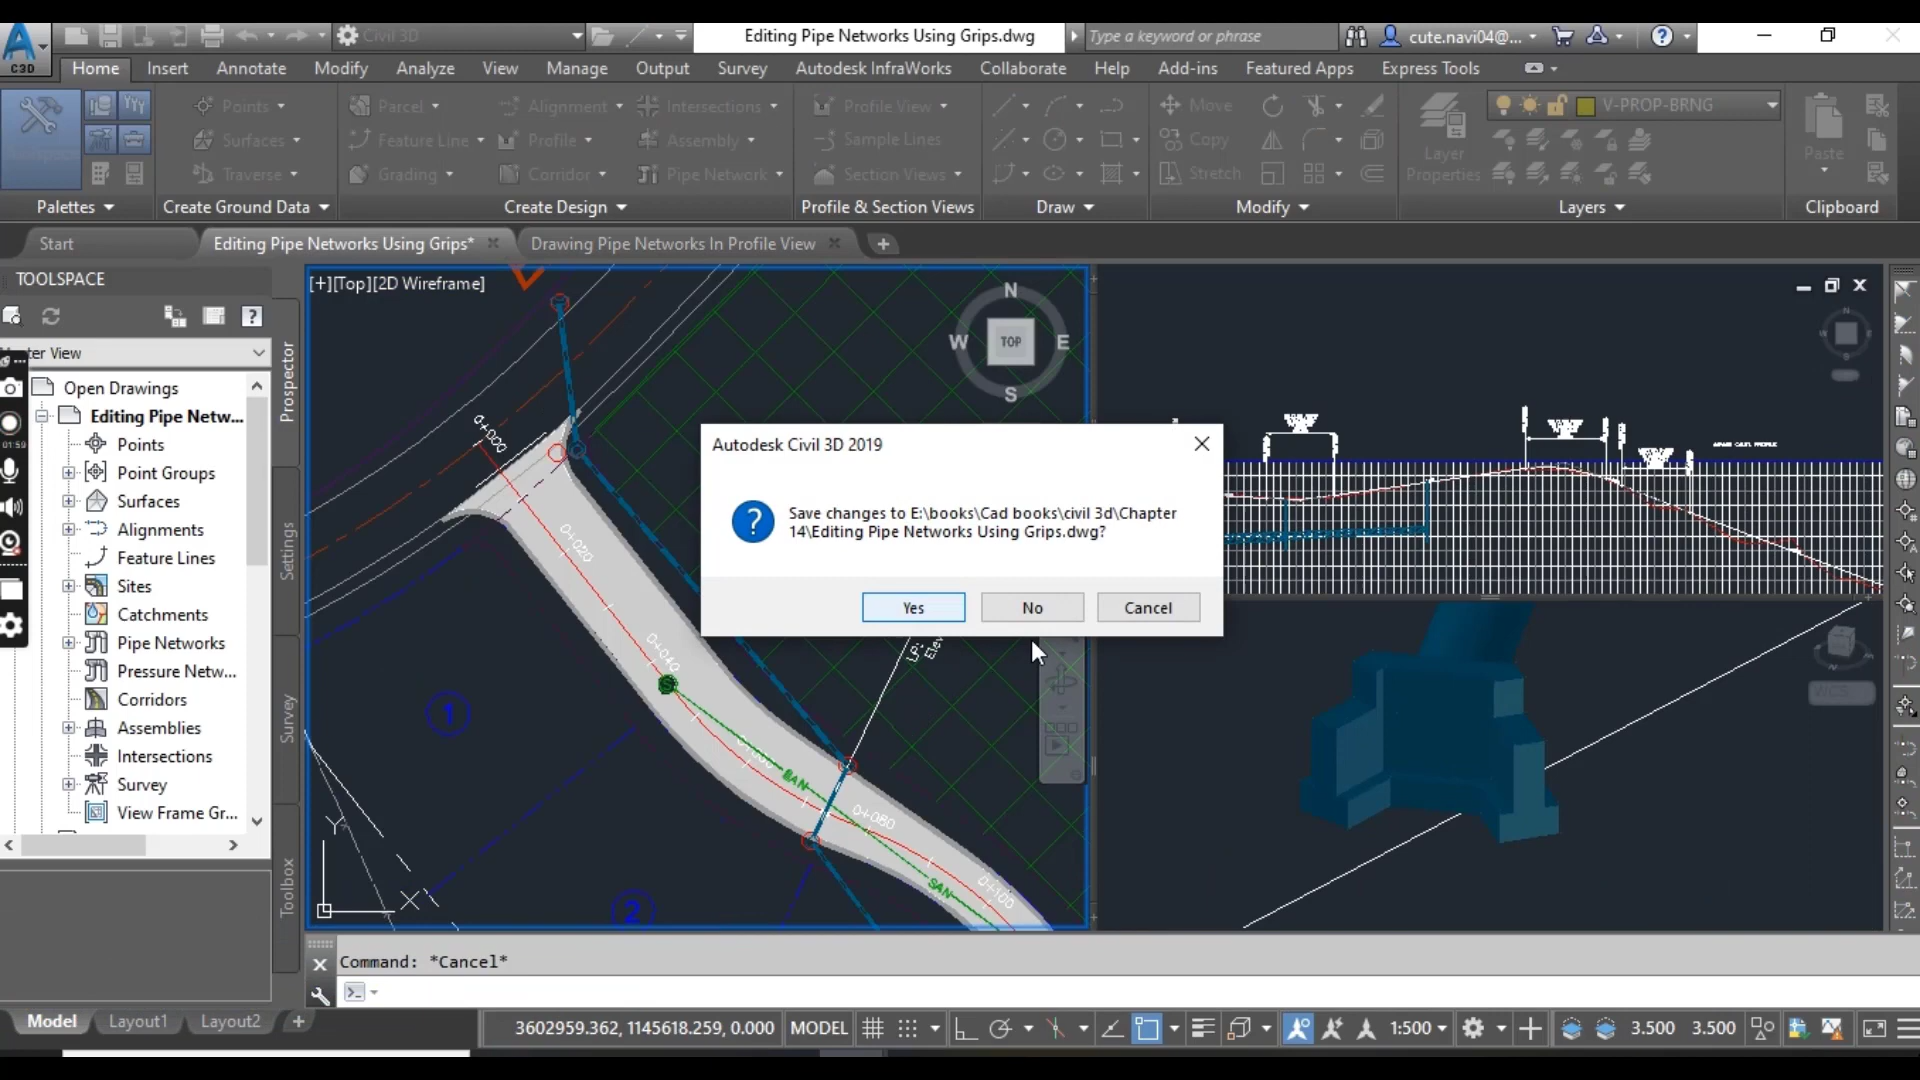 C3D
Civil 3D
Editing Pipe Networks Using Grips.dwg
Type a keyword or phrase
cute.navi04@...
Home Insert Annotate Modify Analyze View Manage Output Survey Autodesk InfraWorks Collaborate Help Add-ins Featured Apps Express Tools
Points Parcel Alignment Intersections Profile View Move V-PROP-BRNG
Surfaces Feature Line Profile Assembly Sample Lines Copy Layer Paste
Traverse Grading Corridor Pipe Network Section Views Stretch Properties
Palettes Create Ground Data Create Design Profile & Section Views Draw Modify Layers Clipboard
Start Editing Pipe Networks Using Grips* Drawing Pipe Networks In Profile View
TOOLSPACE
[+][Top][2D Wireframe]
ter View
Open Drawings
Editing Pipe Netw...
Points
Point Groups
Surfaces
Alignments
Feature Lines
Sites
Catchments
Pipe Networks
Pressure Netw...
Corridors
Assemblies
Intersections
Survey
View Frame Gr...
01:59
Prospector
Settings
Survey
Toolbox
N
W TOP E
S
0+000
0+020
0+040
0+080
0+100
SAN
SAN
1
2
Y
X
Autodesk Civil 3D 2019
Save changes to E:\books\Cad books\civil 3d\Chapter
14\Editing Pipe Networks Using Grips.dwg?
Yes No Cancel
WCS
Command: *Cancel*
Model Layout1 Layout2
3602959.362, 1145618.259, 0.000 MODEL 1:500 3.500 3.500